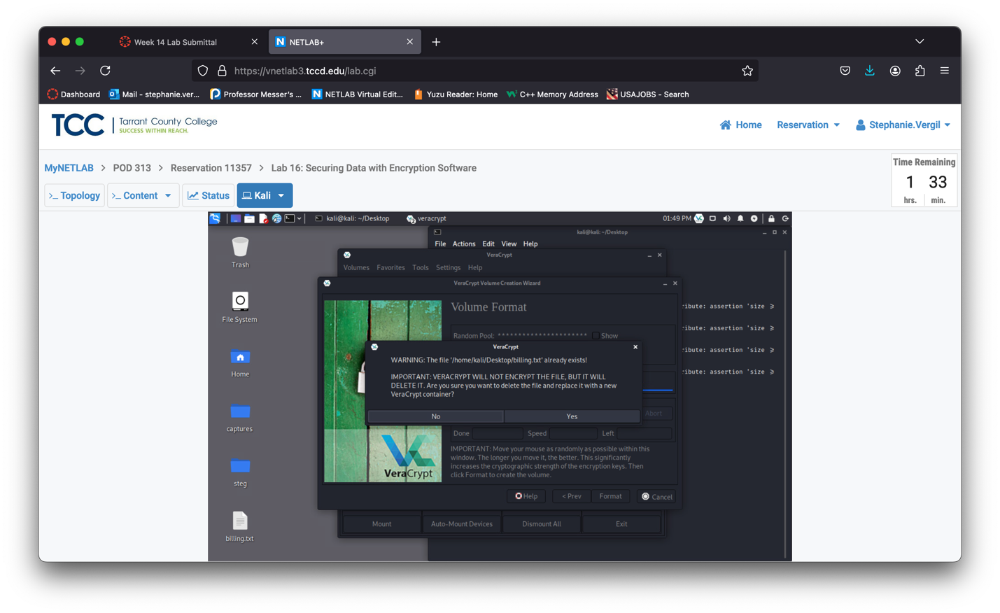 Week 14 Lab Submittal
NETLAB+
https://vnetlab3.tccd.edu/lab.cgi
Dashboard
Mail - stephanie.ver...
Professor Messer's ...
NETLAB Virtual Edit...
Yuzu Reader: Home
C++ Memory Address
USAJOBS - Search
TCC
Tarrant County College
SUCCESS WITHIN REACH.
Home
Reservation
Stephanie.Vergil
MyNETLAB > POD 313 > Reservation 11357 > Lab 16: Securing Data with Encryption Software
Time Remaining
1 33
hrs. min.
>_ Topology
>_ Content
Status
Kali
kali@kali: ~/Desktop
veracrypt
01:49 PM
kali@kali: ~/Desktop
File Actions Edit View Help
VeraCrypt
Volumes Favorites Tools Settings Help
VeraCrypt Volume Creation Wizard
Volume Format
Random Pool: ***********************
Show
ribute: assertion 'size >
ribute: assertion 'size >
ribute: assertion 'size >
ribute: assertion 'size >
VeraCrypt
WARNING: The file '/home/kali/Desktop/billing.txt' already exists!
IMPORTANT: VERACRYPT WILL NOT ENCRYPT THE FILE, BUT IT WILL
DELETE IT. Are you sure you want to delete the file and replace it with a new
VeraCrypt container?
No
Yes
Abort
Done
Speed
Left
IMPORTANT: Move your mouse as randomly as possible within this
window. The longer you move it, the better. This significantly
increases the cryptographic strength of the encryption keys. Then
click Format to create the volume.
VeraCrypt
Help
< Prev
Format
Cancel
Mount
Auto-Mount Devices
Dismount All
Exit
Trash
File System
Home
captures
steg
billing.txt